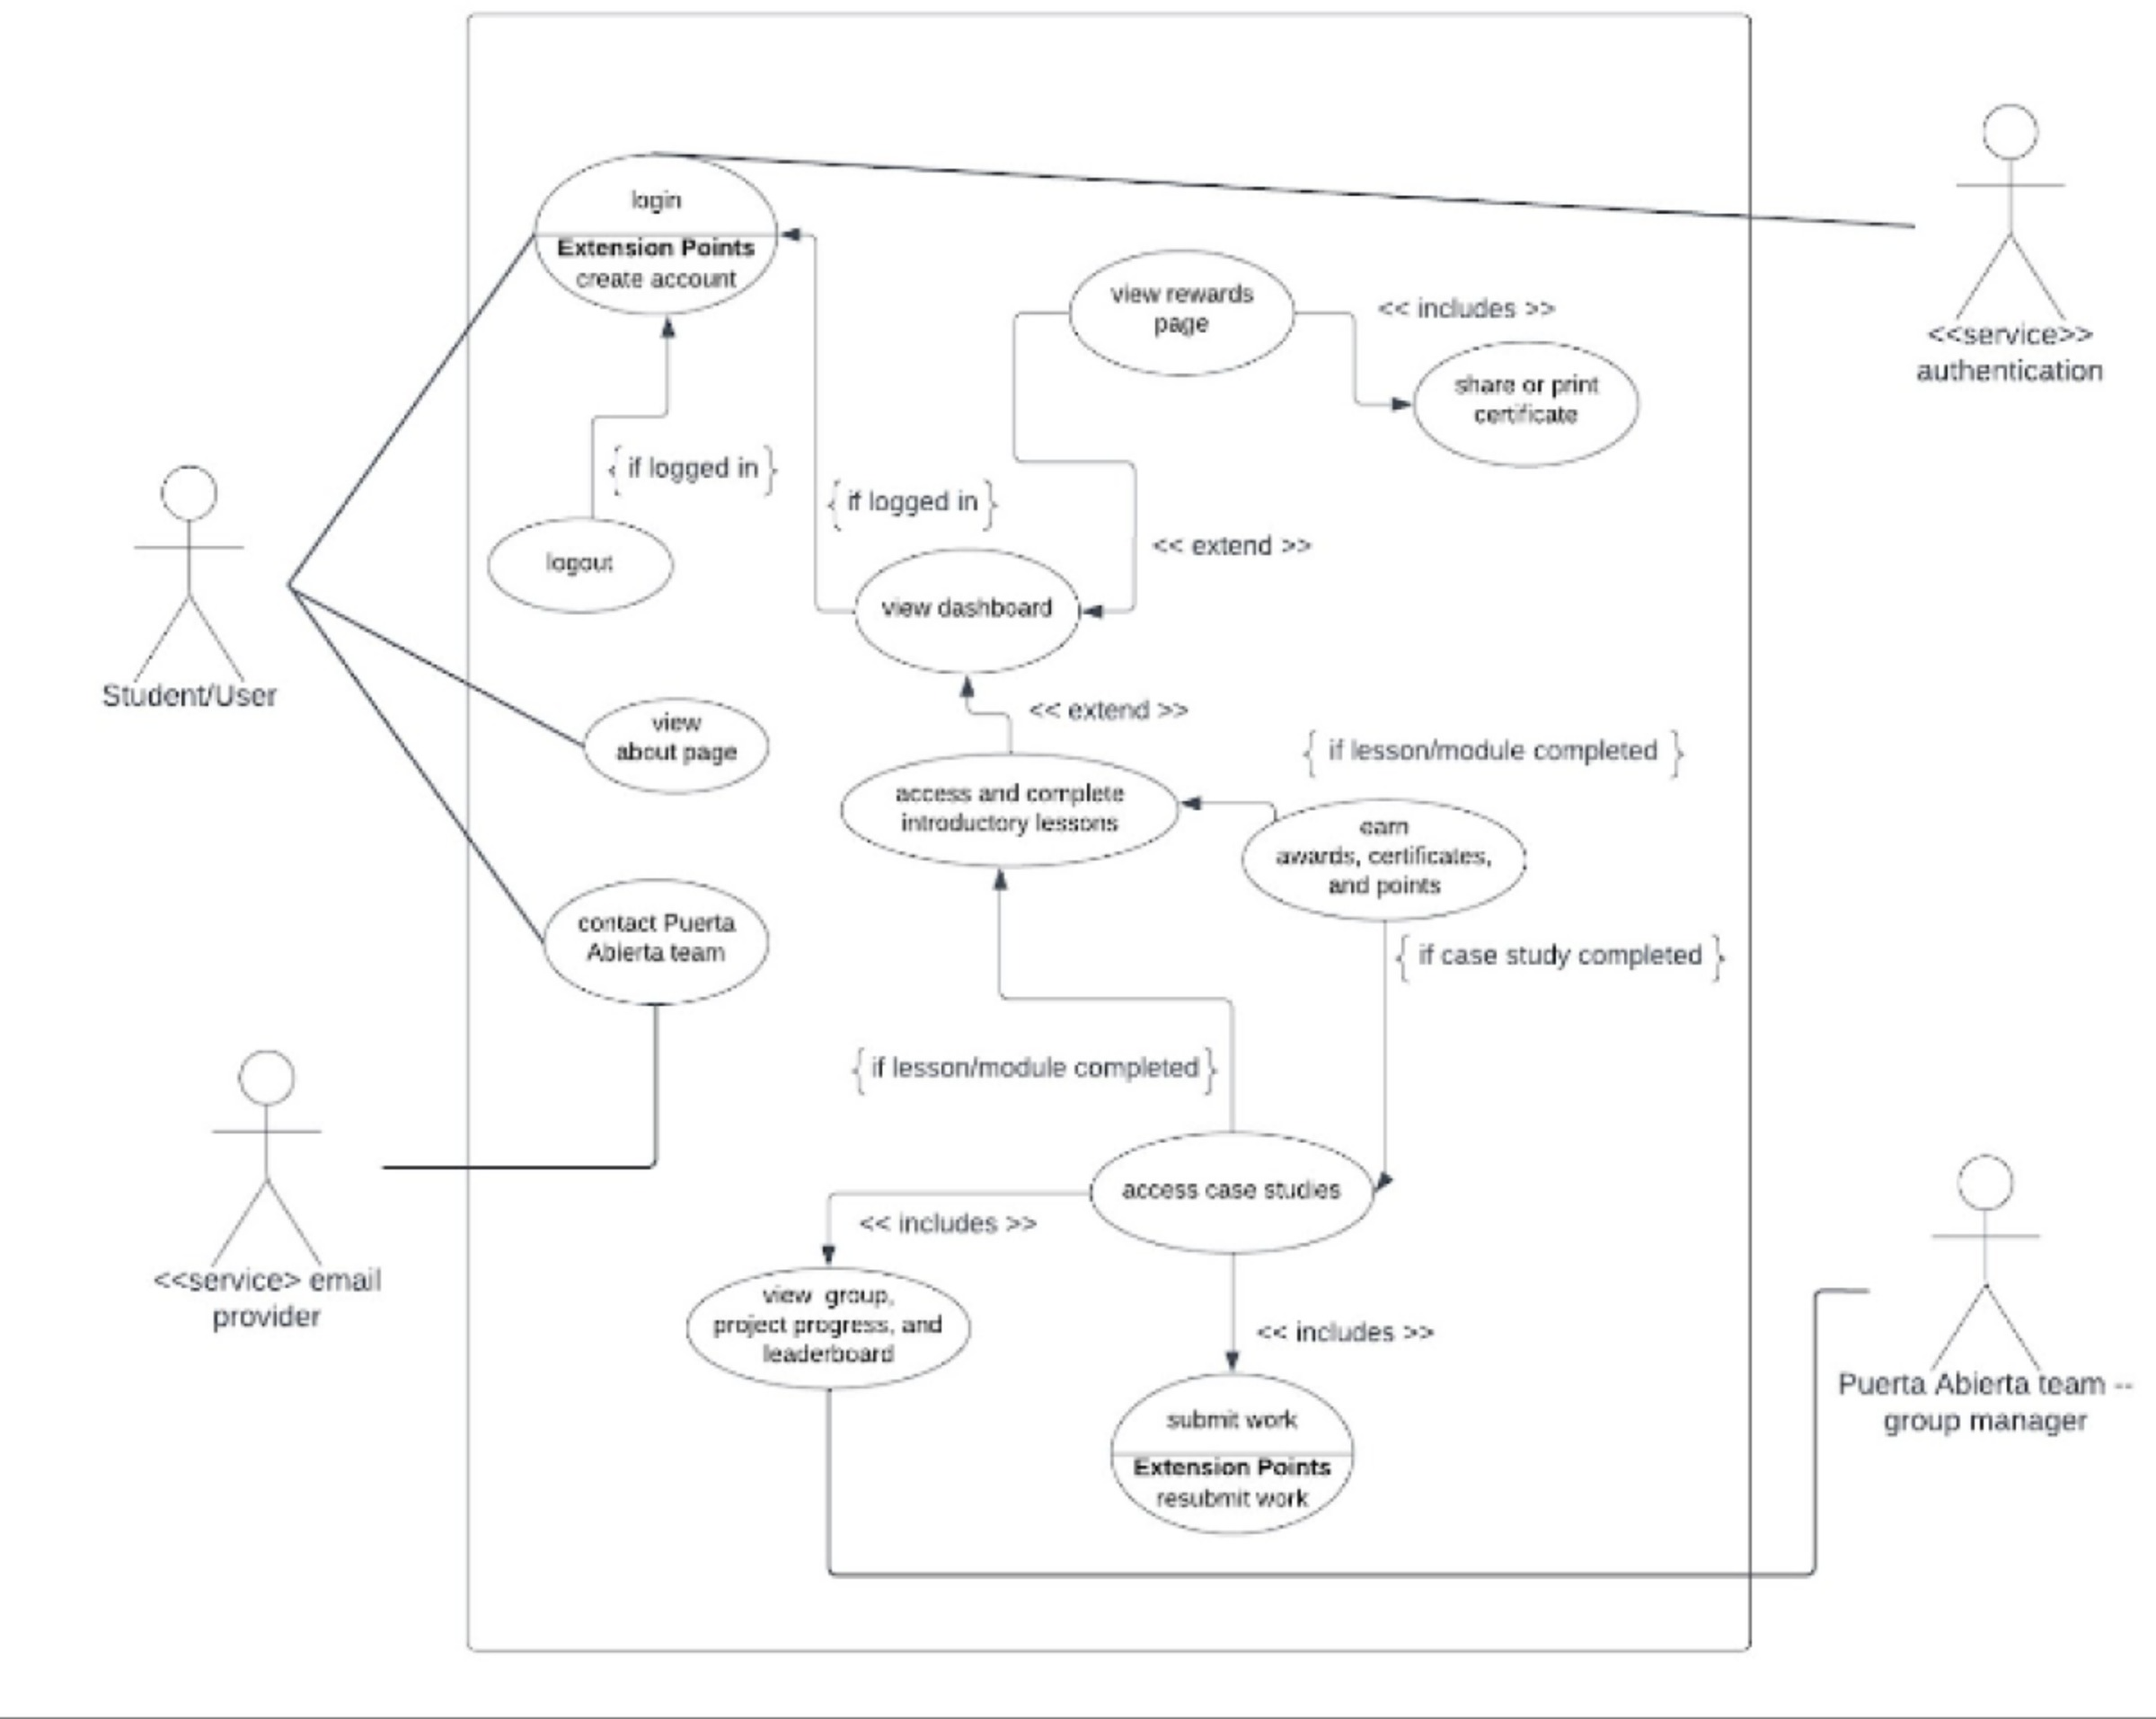 login
Extension Points
create account
view rewards
page
<< includes >>
share or print
certificate
<<service>>
authentication
{ if logged in }
{ if logged in }
<< extend >>
logout
view dashboard
Student/User
view
about page
<< extend >>
{ if lesson/module completed }
access and complete
introductory lessons
earn
awards, certificates,
and points
contact Puerta
Abierta team
{ if case study completed }
{ if lesson/module completed }
access case studies
<< includes >>
<<service> email
provider
view group,
project progress, and
leaderboard
<< includes >>
submit work
Extension Points
resubmit work
Puerta Abierta team --
group manager